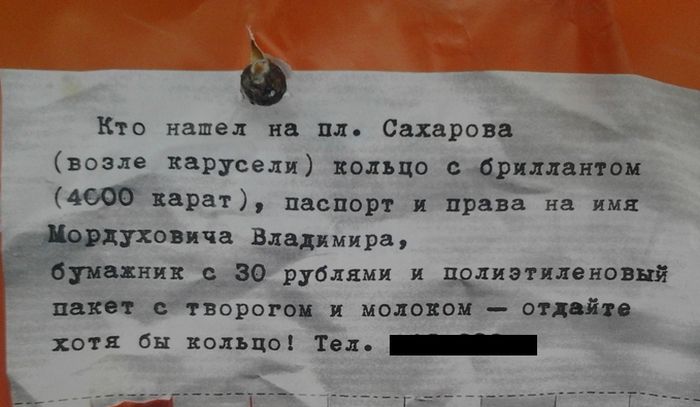 Кто нашел на пл. Сахарова
(возле карусели) кольцо с бриллантом
(4000 карат), паспорт и права на имя
Мордуховича Владимира,
бумажник с 30 рублями и полиэтиленовый
пакет с творогом и молоком — отдайте
хотя бы кольцо! Тел.